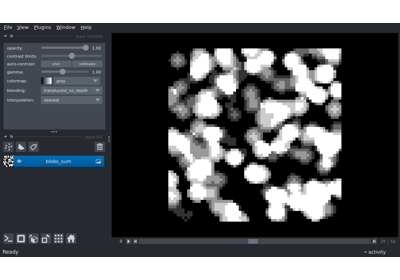 File View Plugins Window Help
opacity: 1.00
contrast limits:
auto-contrast: once continuous
gamma: 1.00
colormap: gray
blending: translucent_no_depth
interpolation: nearest
blobs_sum
Ready
activity